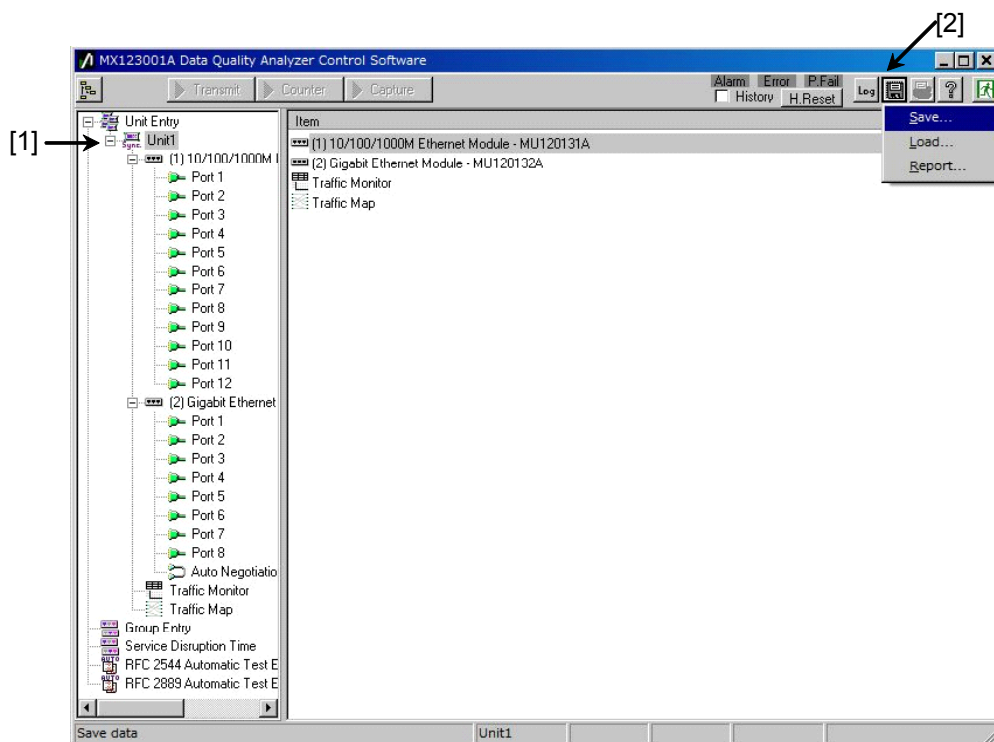 [2]
MX123001A Data Quality Analyzer Control Software
Transmit Counter Capture
Alarm Error P.Fail
History H.Reset
Log
?
Save...
Load...
Report...
[1]
Unit Entry
Sync. Unit1
(1) 10/100/1000M
Port 1
Port 2
Port 3
Port 4
Port 5
Port 6
Port 7
Port 8
Port 9
Port 10
Port 11
Port 12
(2) Gigabit Ethernet
Port 1
Port 2
Port 3
Port 4
Port 5
Port 6
Port 7
Port 8
Auto Negotiatio
Traffic Monitor
Traffic Map
Group Entry
Service Disruption Time
AUTO RFC 2544 Automatic Test E
AUTO RFC 2889 Automatic Test E
Item
(1) 10/100/1000M Ethernet Module - MU120131A
(2) Gigabit Ethernet Module - MU120132A
Traffic Monitor
Traffic Map
Save data
Unit1